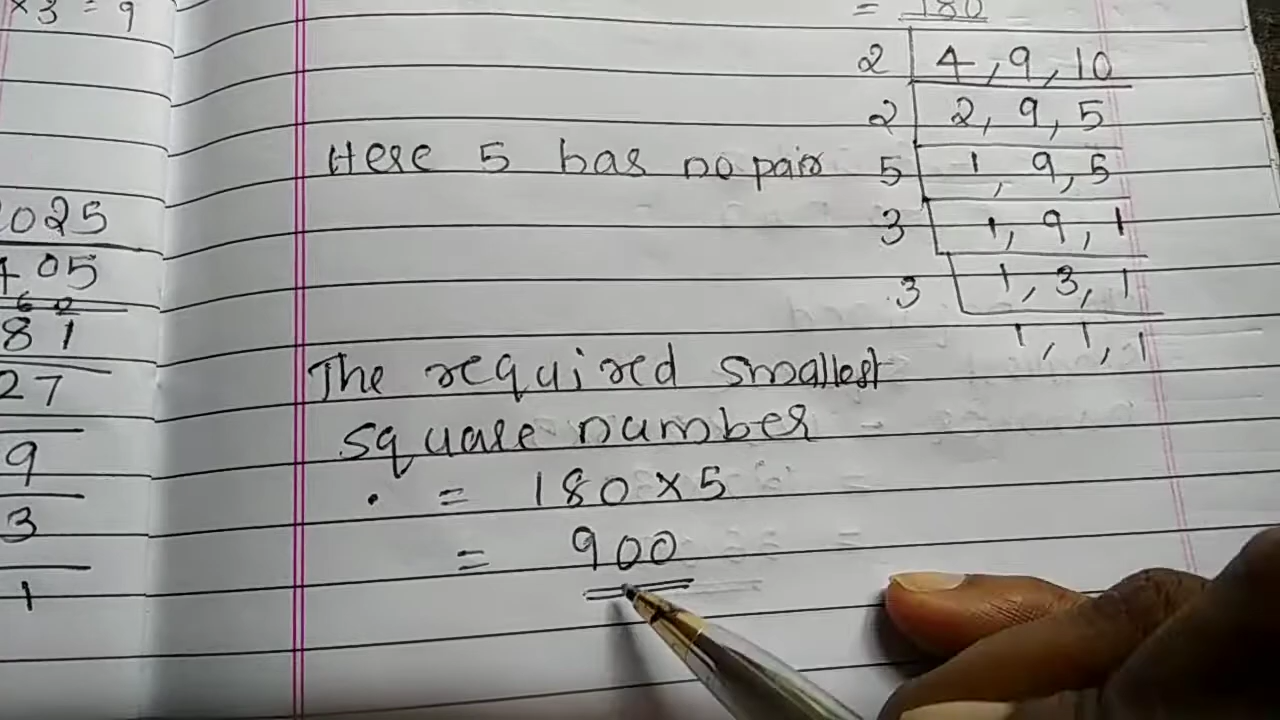 ×3 = 9
2025
405
81
27
9
3
1
= 180
2 | 4, 9, 10
2 | 2, 9, 5
Here 5 has no pair 5 | 1, 9, 5
3 | 1, 9, 1
3 | 1, 3, 1
1, 1, 1
The required smallest
square number
= 180 × 5
= 900